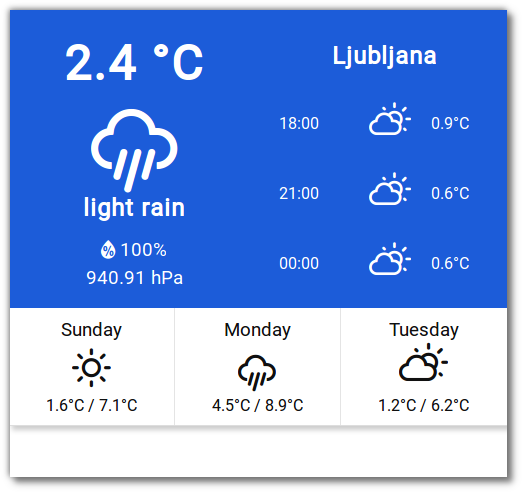 2.4 °C
light rain
100%
940.91 hPa
Ljubljana
18:00 0.9°C
21:00 0.6°C
00:00 0.6°C
Sunday
1.6°C / 7.1°C
Monday
4.5°C / 8.9°C
Tuesday
1.2°C / 6.2°C